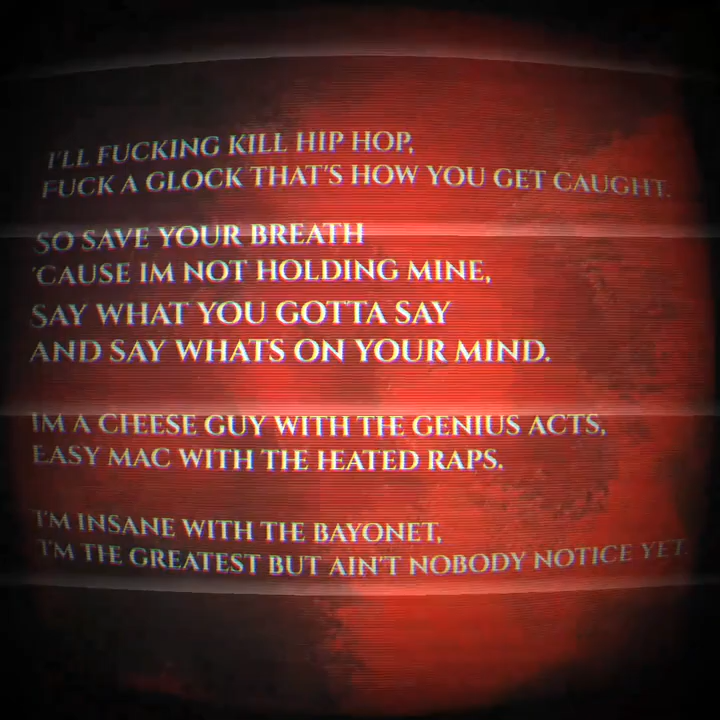 I'LL FUCKING KILL HIP HOP,
FUCK A GLOCK THAT'S HOW YOU GET CAUGHT.
SO SAVE YOUR BREATH
'CAUSE IM NOT HOLDING MINE,
SAY WHAT YOU GOTTA SAY
AND SAY WHATS ON YOUR MIND.
IM A CHEESE GUY WITH THE GENIUS ACTS,
EASY MAC WITH THE HEATED RAPS.
I'M INSANE WITH THE BAYONET,
I'M THE GREATEST BUT AIN'T NOBODY NOTICE YET.